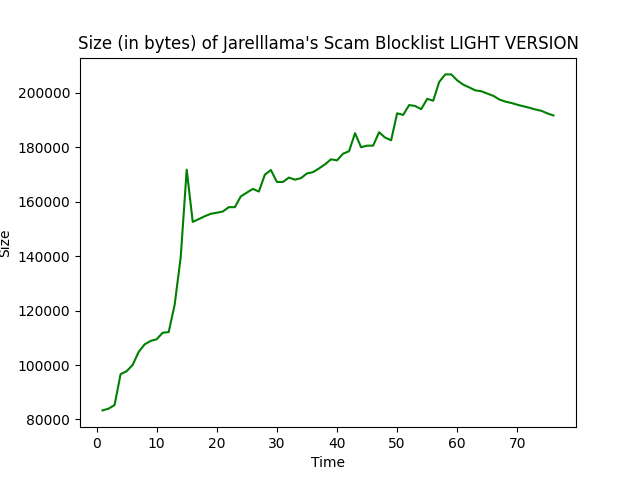 Size (in bytes) of Jarelllama's Scam Blocklist LIGHT VERSION
200000
180000
160000
140000
120000
100000
80000
Size
0 10 20 30 40 50 60 70
Time